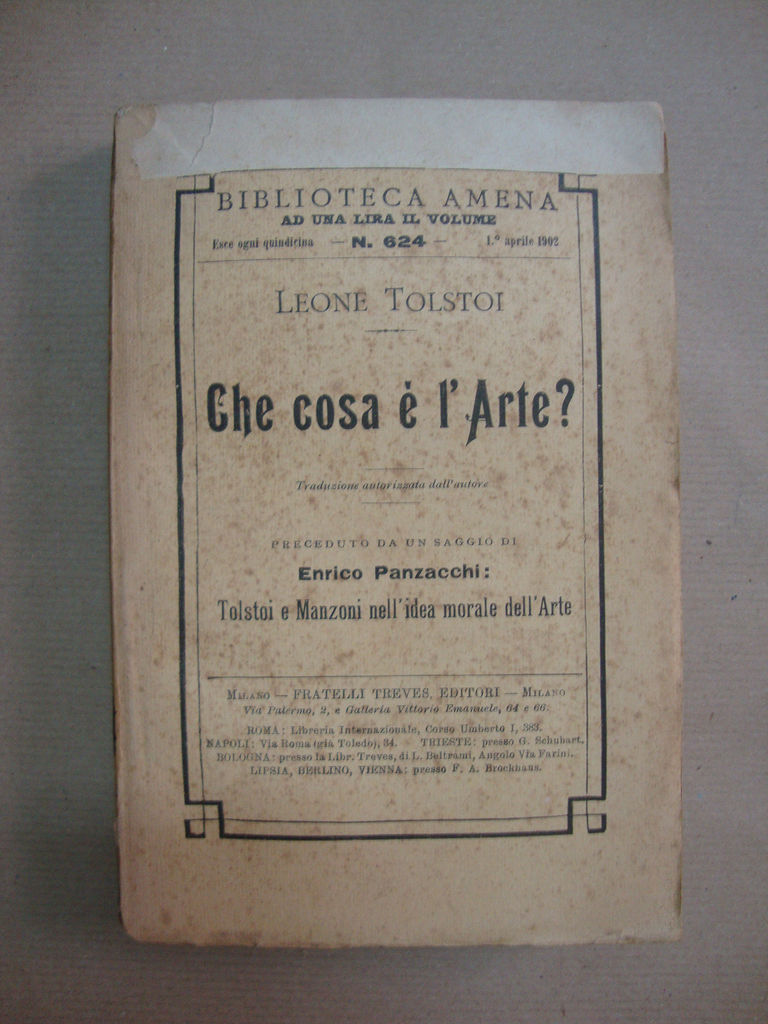 BIBLIOTECA AMENA
AD UNA LIRA IL VOLUME
Esce ogni quindicina — N. 624 — 1.º aprile 1902
LEONE TOLSTOI
Che cosa è l'Arte?
Traduzione autorizzata dall'autore
PRECEDUTO DA UN SAGGIO DI
Enrico Panzacchi:
Tolstoi e Manzoni nell'idea morale dell'Arte
MILANO — FRATELLI TREVES, EDITORI — MILANO
Via Palermo, 2, e Galleria Vittorio Emanuele, 64 e 66.
ROMA: Libreria Internazionale, Corso Umberto I, 383.
NAPOLI: Via Roma (già Toledo), 34. TRIESTE: presso G. Schubart.
BOLOGNA: presso la Libr. Treves, di L. Beltrami, Angolo Via Farini.
LIPSIA, BERLINO, VIENNA: presso F. A. Brockhaus.